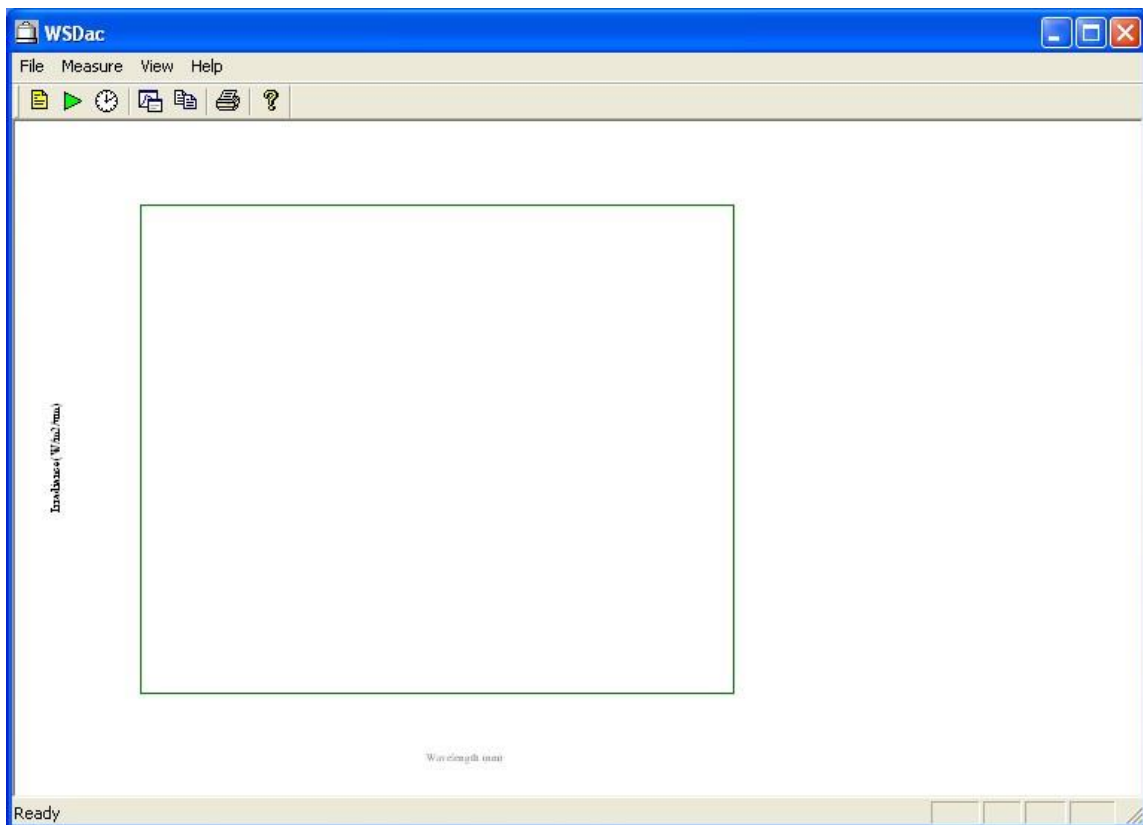 WSDac
File Measure View Help
Irradiance( W/m2/nm)
Wavelength (nm)
Ready